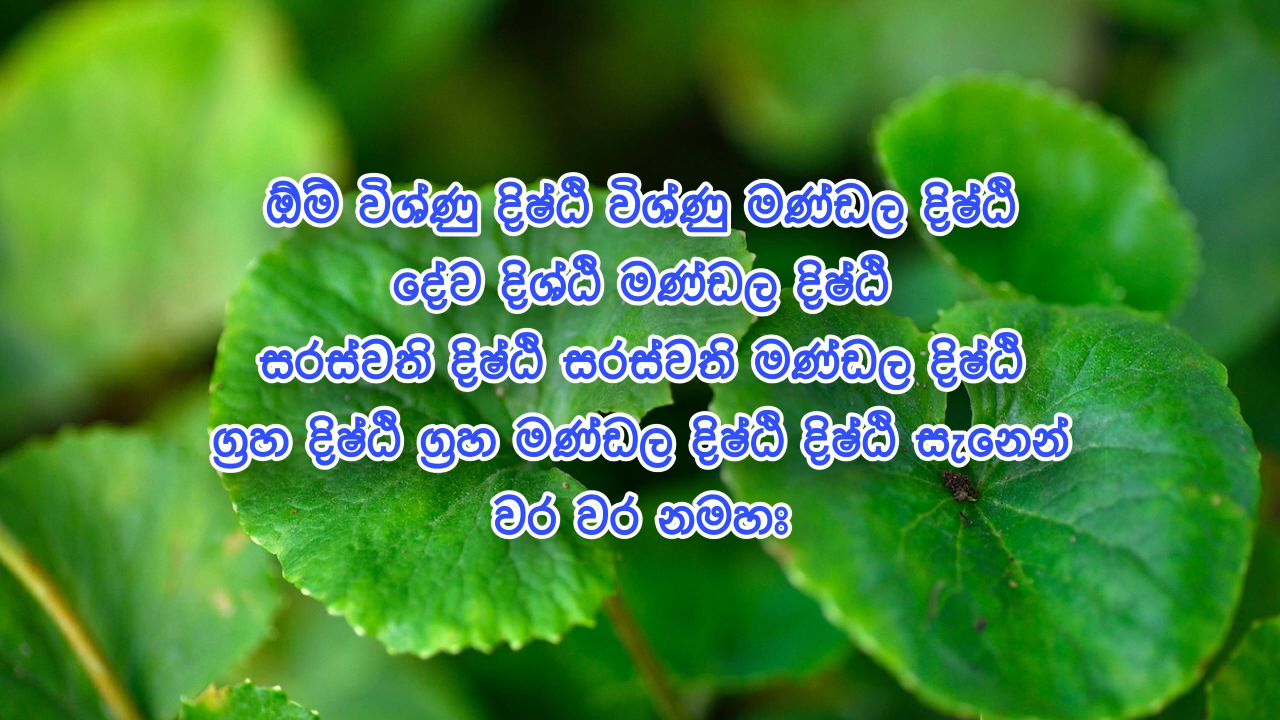 ඕම් විශ්ණු දිෂ්ඨි විශ්ණු මණ්ඩල දිෂ්ඨි
දේව දිශ්ඨි මණ්ඩල දිෂ්ඨි
සරස්වති දිෂ්ඨි සරස්වති මණ්ඩල දිෂ්ඨි
ග්‍රහ දිෂ්ඨි ග්‍රහ මණ්ඩල දිෂ්ඨි දිෂ්ඨි සැනෙන්
වර වර නමහඃ